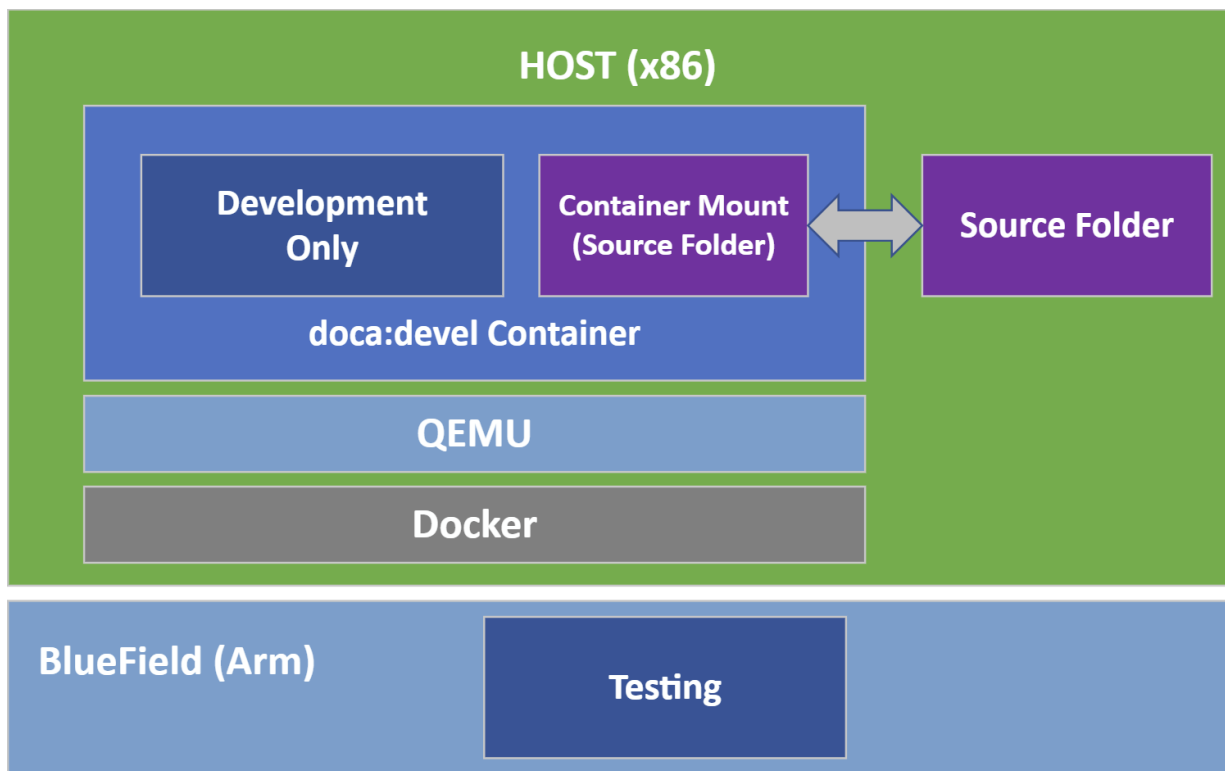 HOST (x86)
Development
Only
Container Mount
(Source Folder)
Source Folder
doca:devel Container
QEMU
Docker
BlueField (Arm)
Testing